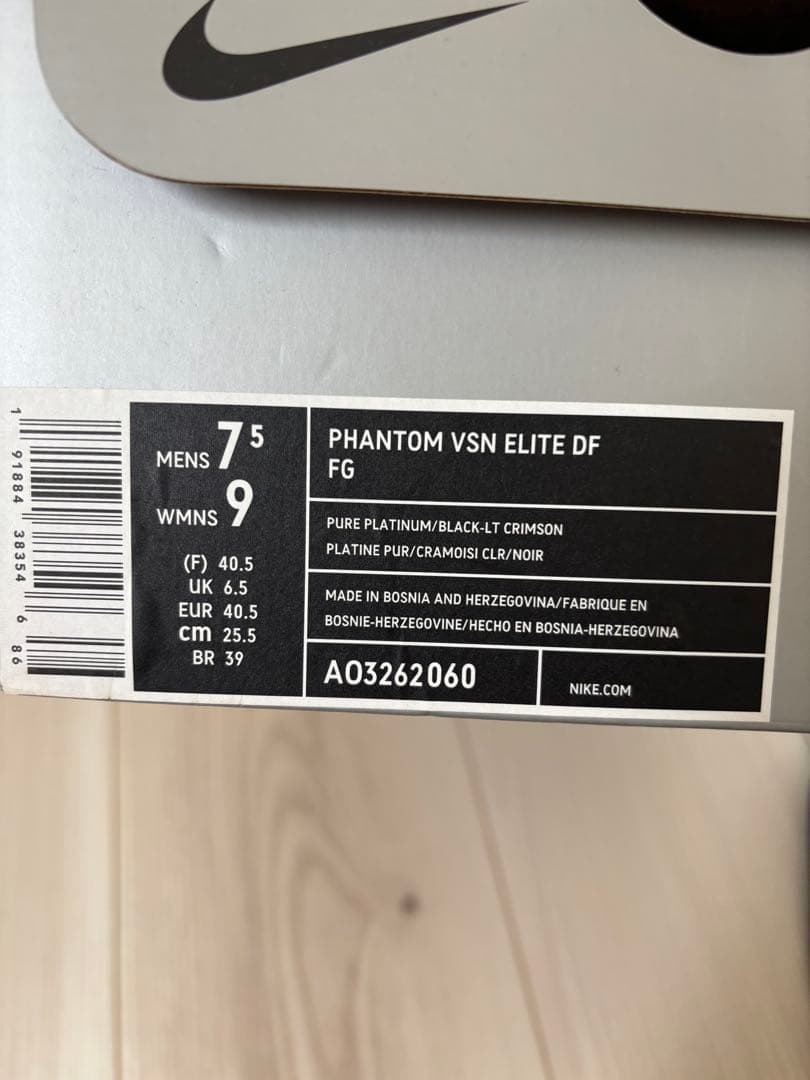 1 91884 38354 6 86
MENS 7⁵
WMNS 9
(F) 40.5
UK 6.5
EUR 40.5
cm 25.5
BR 39
PHANTOM VSN ELITE DF
FG
PURE PLATINUM/BLACK-LT CRIMSON
PLATINE PUR/CRAMOISI CLR/NOIR
MADE IN BOSNIA AND HERZEGOVINA/FABRIQUE EN
BOSNIE-HERZEGOVINE/HECHO EN BOSNIA-HERZEGOVINA
AO3262060
NIKE.COM